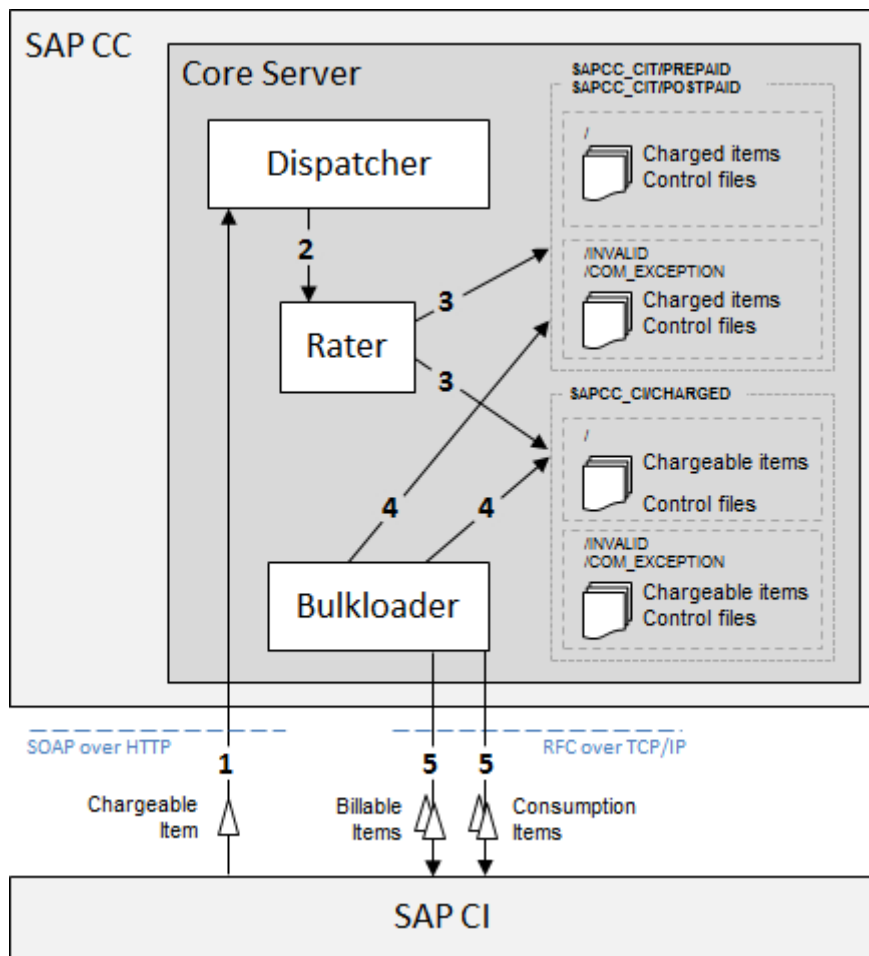 SAP CC
Core Server
$APCC_CIT/PREPAID
$APCC_CIT/POSTPAID
Dispatcher
/
Charged items
Control files
2
/INVALID
/COM_EXCEPTION
Charged items
Control files
3
Rater
3
$APCC_CI/CHARGED
/
Chargeable items
Control files
4
4
/INVALID
/COM_EXCEPTION
Chargeable items
Control files
Bulkloader
SOAP over HTTP
RFC over TCP/IP
1
5
5
Chargeable
Item
Billable
Items
Consumption
Items
SAP CI